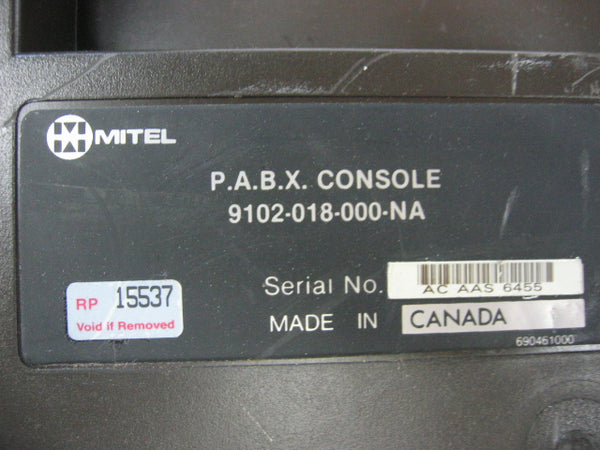 MITEL
P.A.B.X. CONSOLE
9102-018-000-NA
Serial No. AC AAS 6455
RP 15537
Void if Removed
MADE IN CANADA
690461000